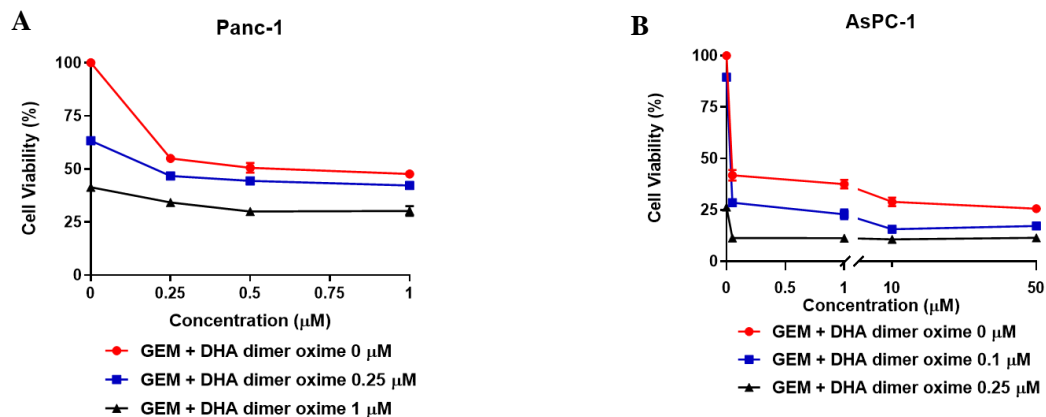 A
Panc-1
100
75
50
25
0
Cell Viability (%)
0
0.25
0.50
0.75
1
Concentration (μM)
GEM + DHA dimer oxime 0 μM
GEM + DHA dimer oxime 0.25 μM
GEM + DHA dimer oxime 1 μM
B
AsPC-1
100
75
50
25
0
Cell Viability (%)
0
0.5
1
10
50
Concentration (μM)
GEM + DHA dimer oxime 0 μM
GEM + DHA dimer oxime 0.1 μM
GEM + DHA dimer oxime 0.25 μM